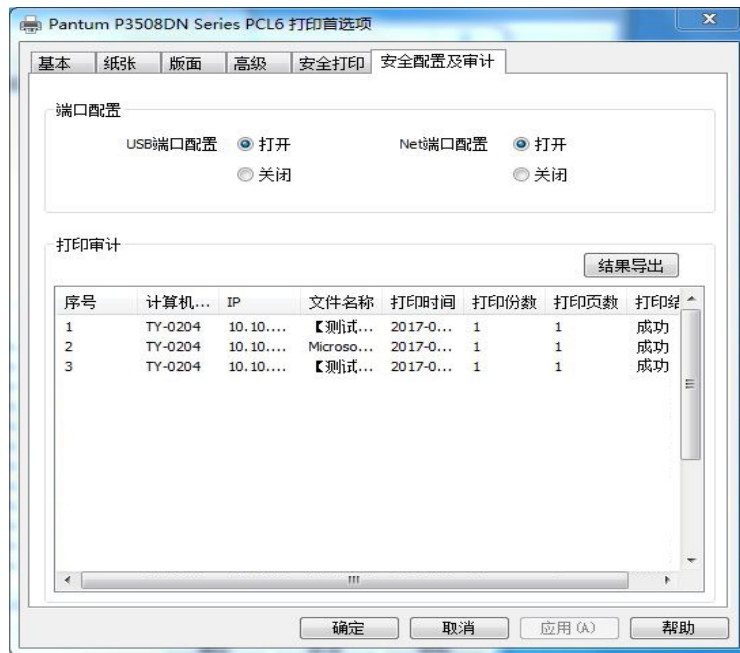 Pantum P3508DN Series PCL6 打印首选项
基本 纸张 版面 高级 安全打印 安全配置及审计
端口配置
USB端口配置 打开 Net端口配置 打开
关闭 关闭
打印审计
结果导出
序号 计算机... IP 文件名称 打印时间 打印份数 打印页数 打印结
1 TY-0204 10.10.... 【测试... 2017-0... 1 1 成功
2 TY-0204 10.10.... Microso... 2017-0... 1 1 成功
3 TY-0204 10.10.... 【测试... 2017-0... 1 1 成功
确定 取消 应用(A) 帮助